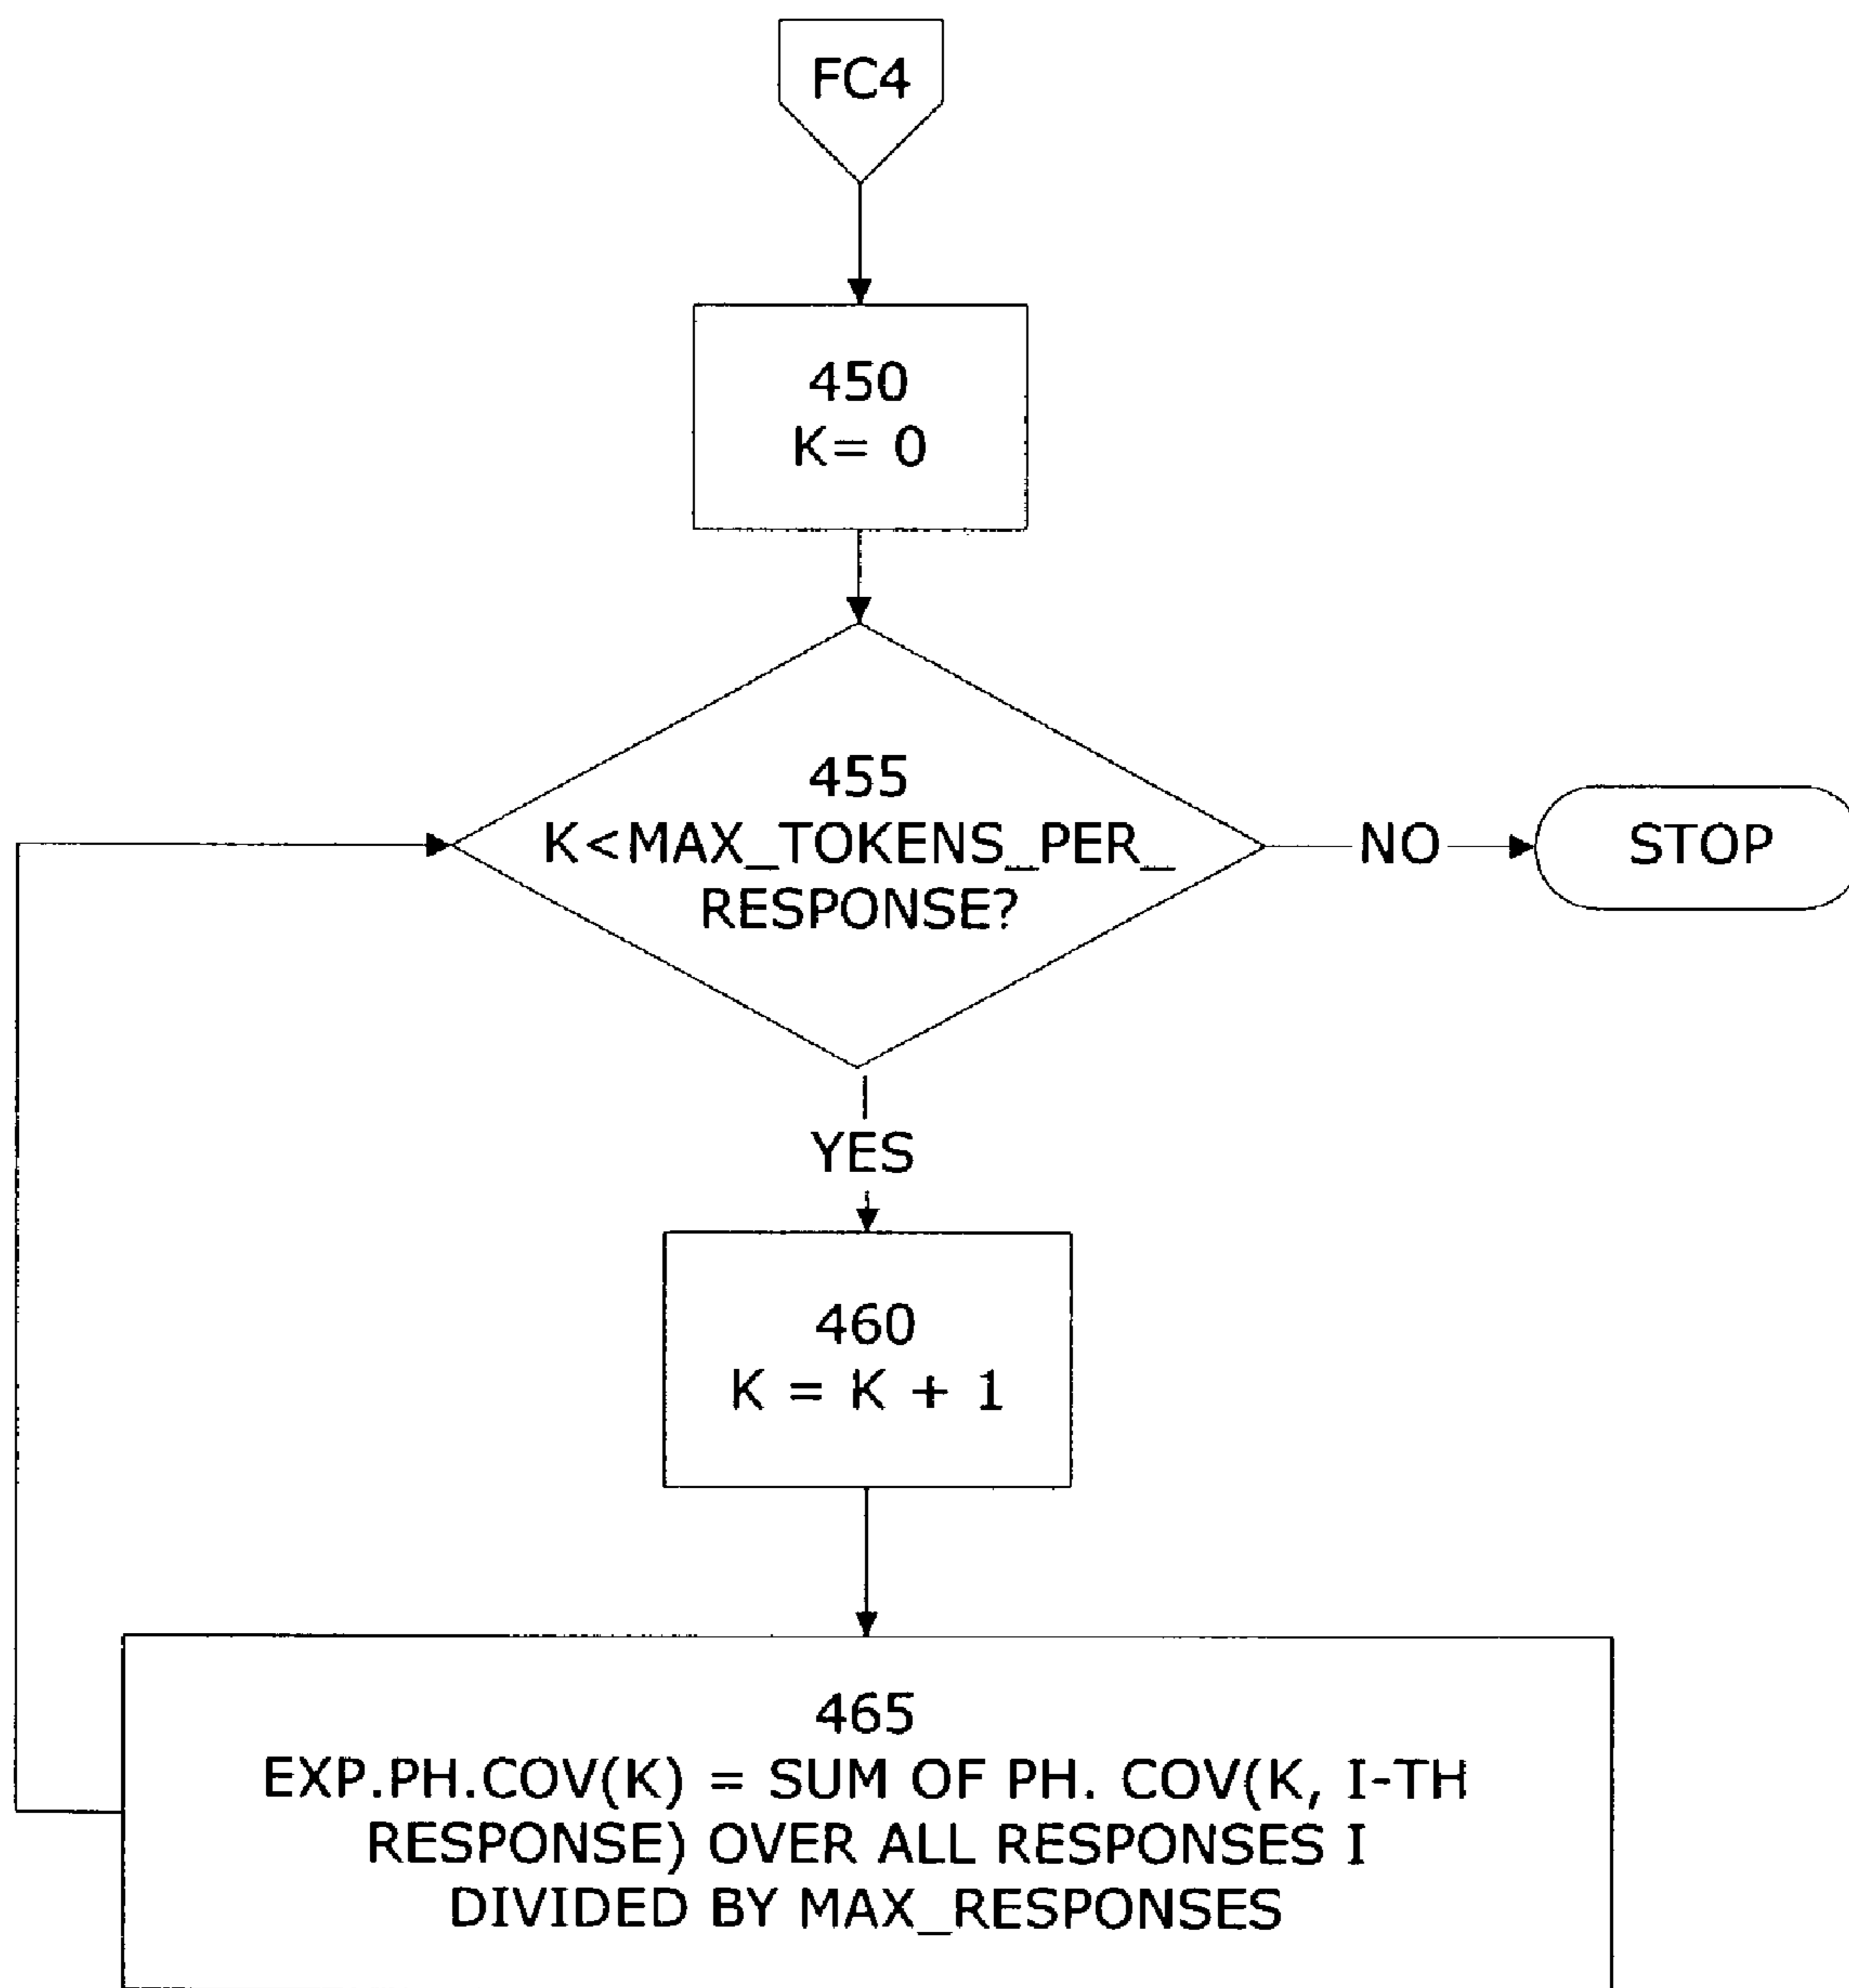 FC4
450
K= 0
455
K<MAX_TOKENS_PER_
RESPONSE?
NO
STOP
YES
460
K = K + 1
465
EXP.PH.COV(K) = SUM OF PH. COV(K, I-TH
RESPONSE) OVER ALL RESPONSES I
DIVIDED BY MAX_RESPONSES